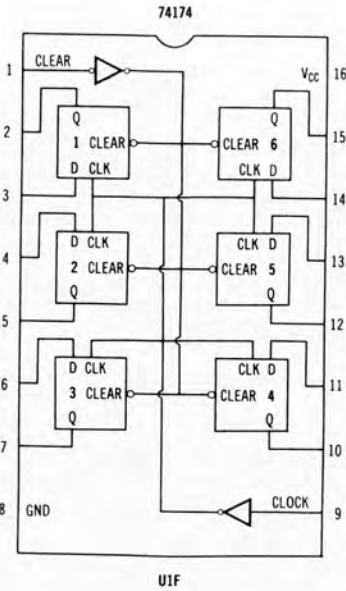 74174
1 CLEAR VCC 16
2 Q Q 15
1 CLEAR CLEAR 6
3 D CLK CLK D 14
4 D CLK CLK D 13
2 CLEAR CLEAR 5
5 Q Q 12
6 D CLK CLK D 11
3 CLEAR CLEAR 4
7 Q Q 10
8 GND CLOCK 9
U1F